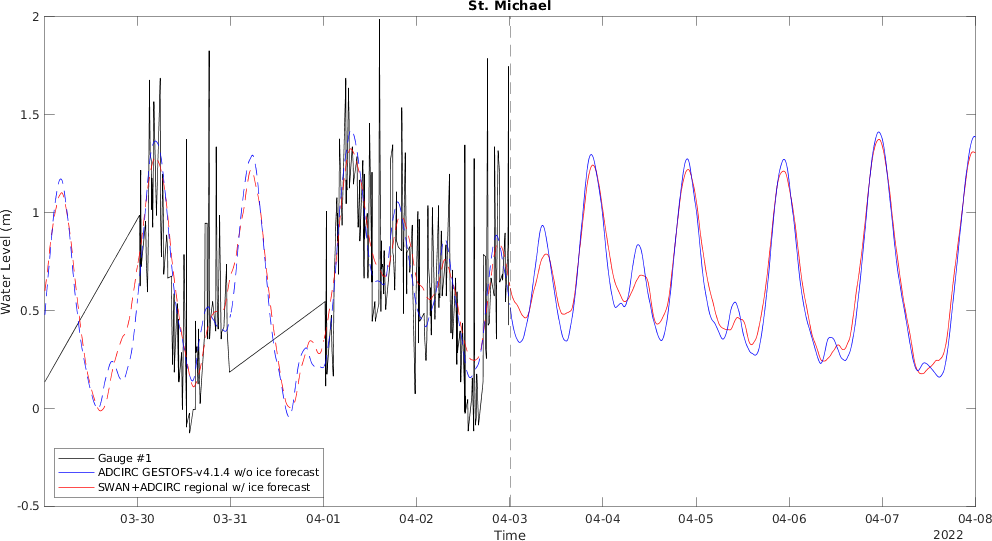 St. Michael
2
1.5
1
0.5
0
-0.5
Water Level (m)
Gauge #1
ADCIRC GESTOFS-v4.1.4 w/o ice forecast
SWAN+ADCIRC regional w/ ice forecast
03-30 03-31 04-01 04-02 04-03 04-04 04-05 04-06 04-07 04-08
Time
2022